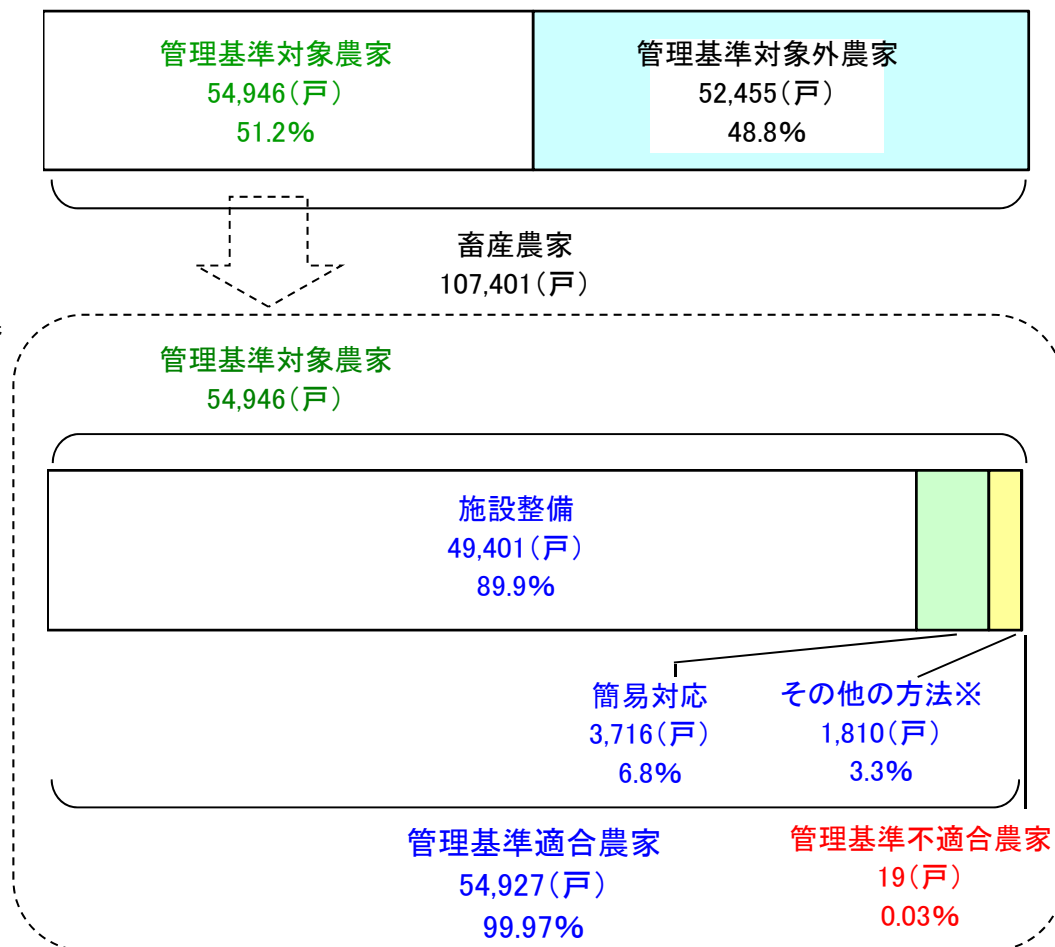 管理基準対象農家
54,946(戸)
51.2%
管理基準対象外農家
52,455(戸)
48.8%
畜産農家
107,401(戸)
管理基準対象農家
54,946(戸)
施設整備
49,401(戸)
89.9%
簡易対応
3,716(戸)
6.8%
その他の方法※
1,810(戸)
3.3%
管理基準適合農家
54,927(戸)
99.97%
管理基準不適合農家
19(戸)
0.03%